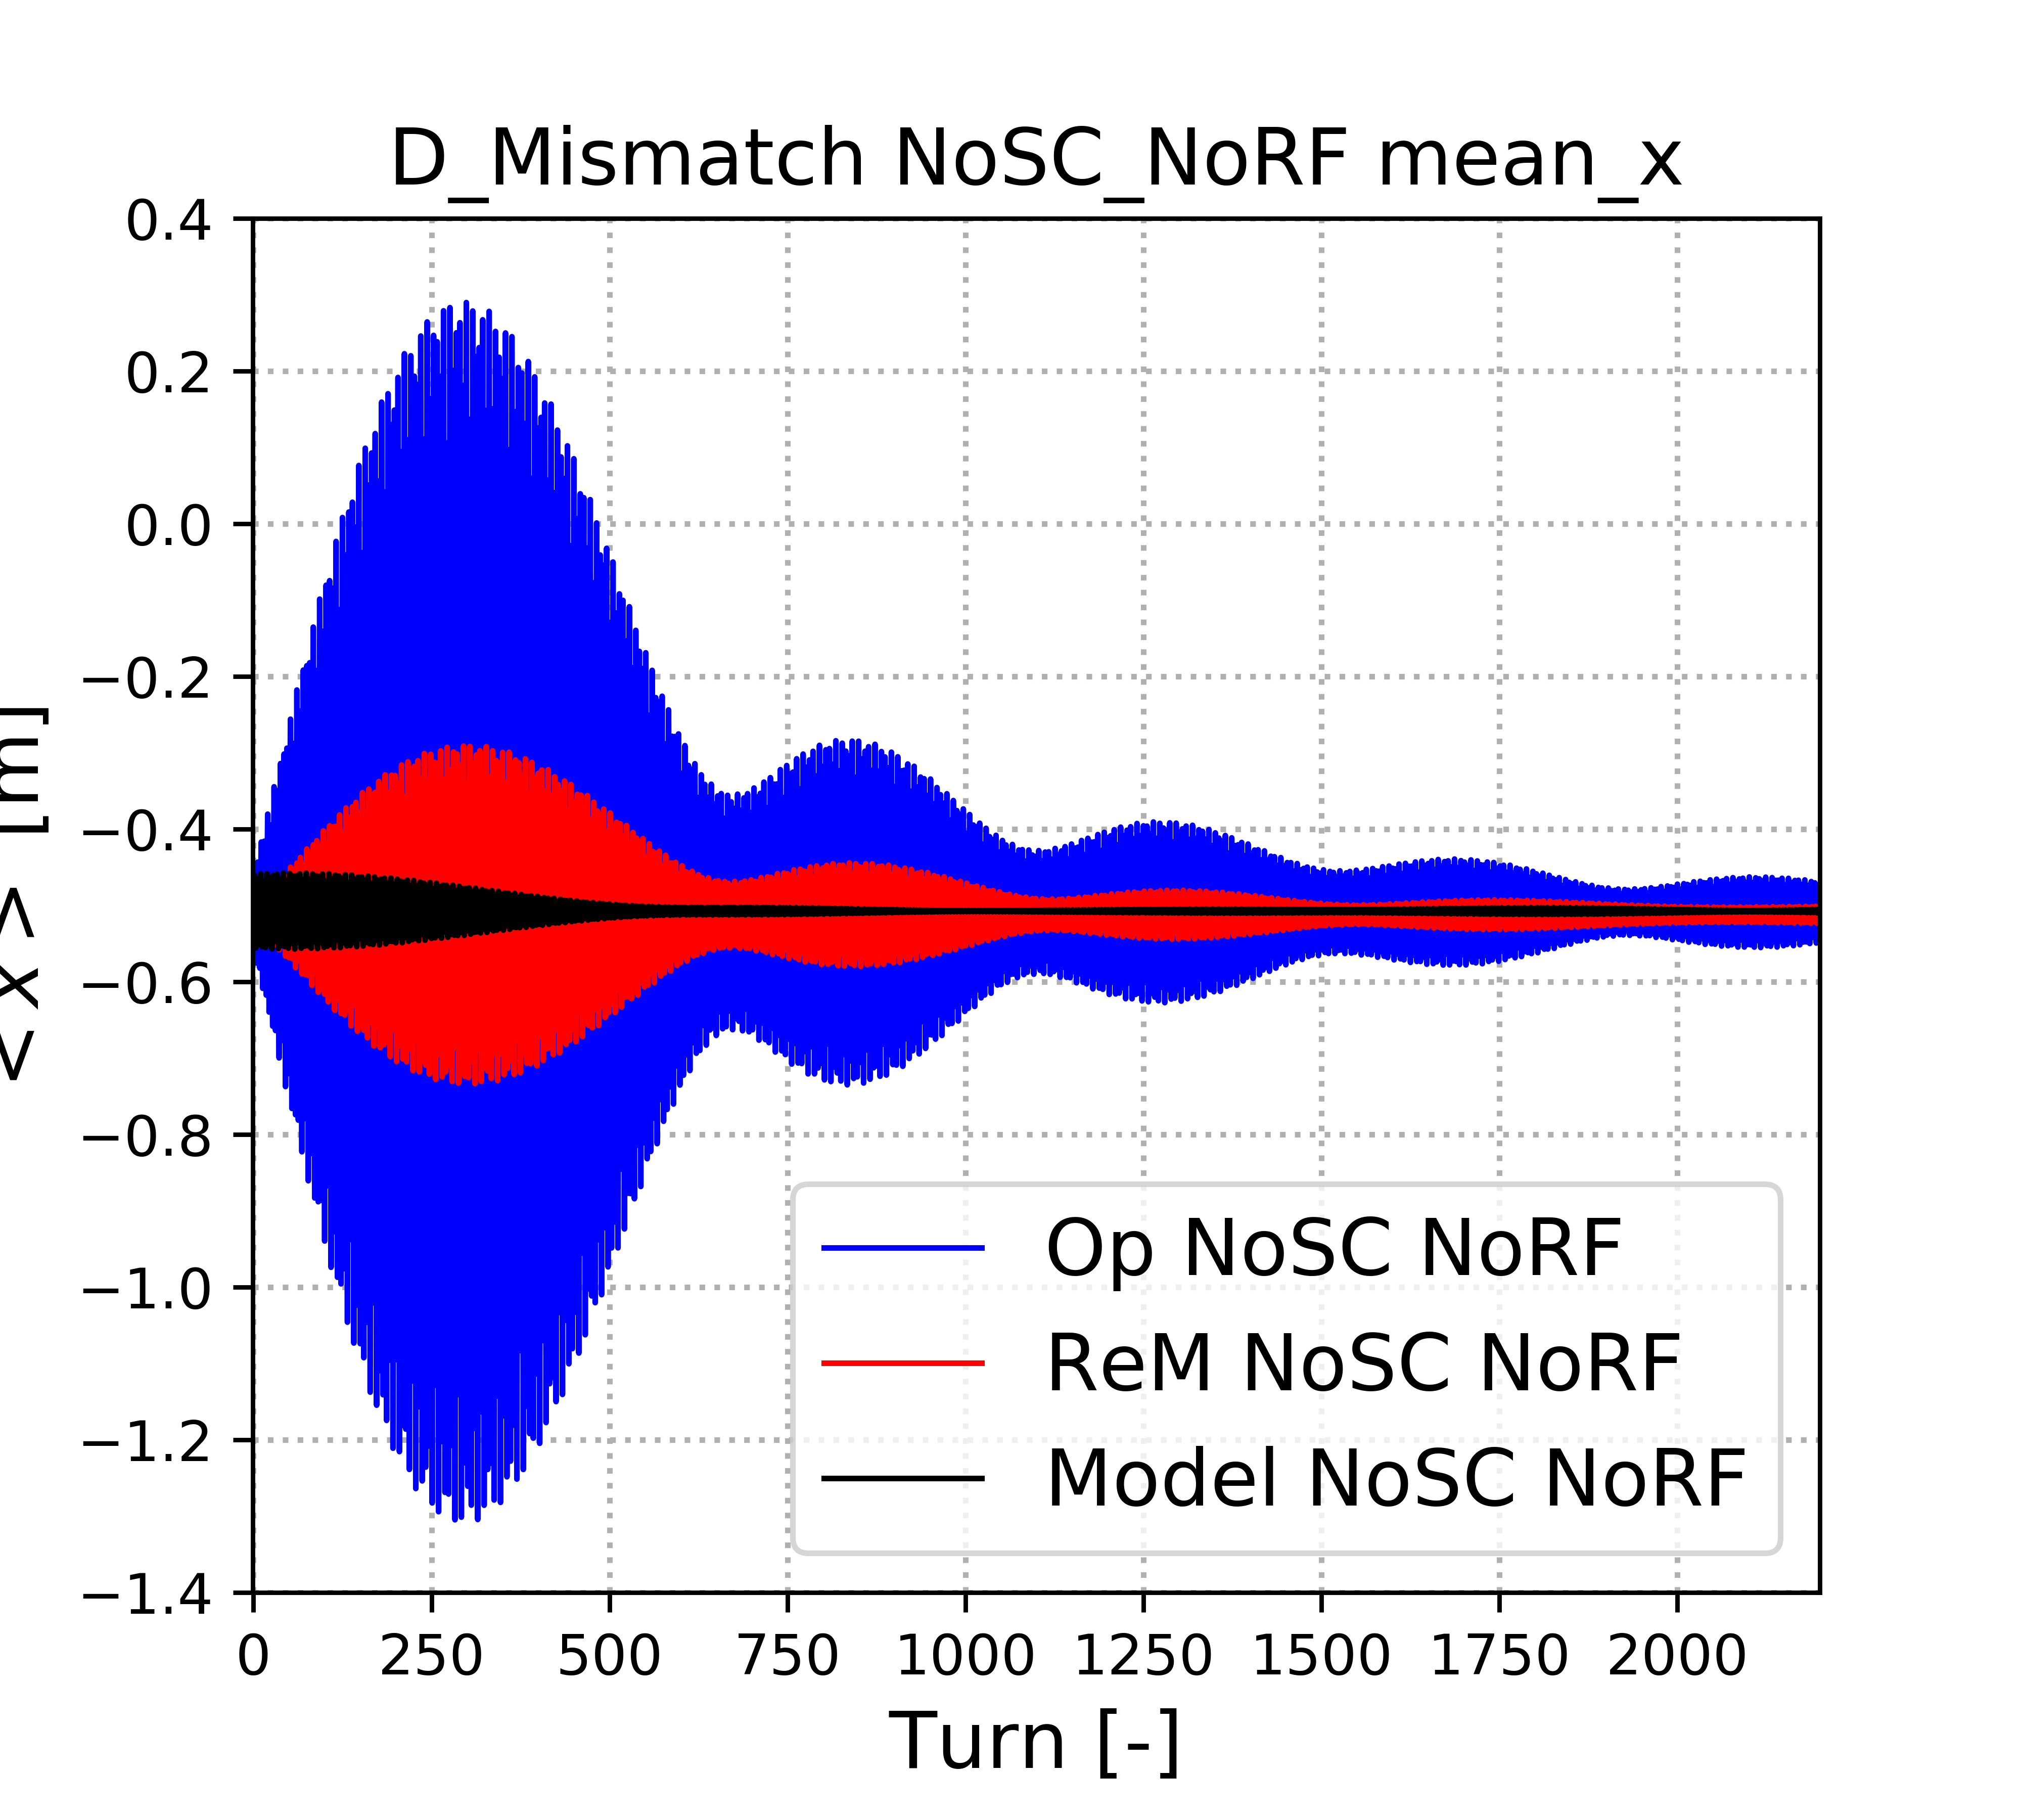 D_Mismatch NoSC_NoRF mean_x
0.4
0.2
0.0
−0.2
−0.4
−0.6
−0.8
−1.0
−1.2
−1.4
< x > [m]
Op NoSC NoRF
ReM NoSC NoRF
Model NoSC NoRF
0 250 500 750 1000 1250 1500 1750 2000
Turn [-]